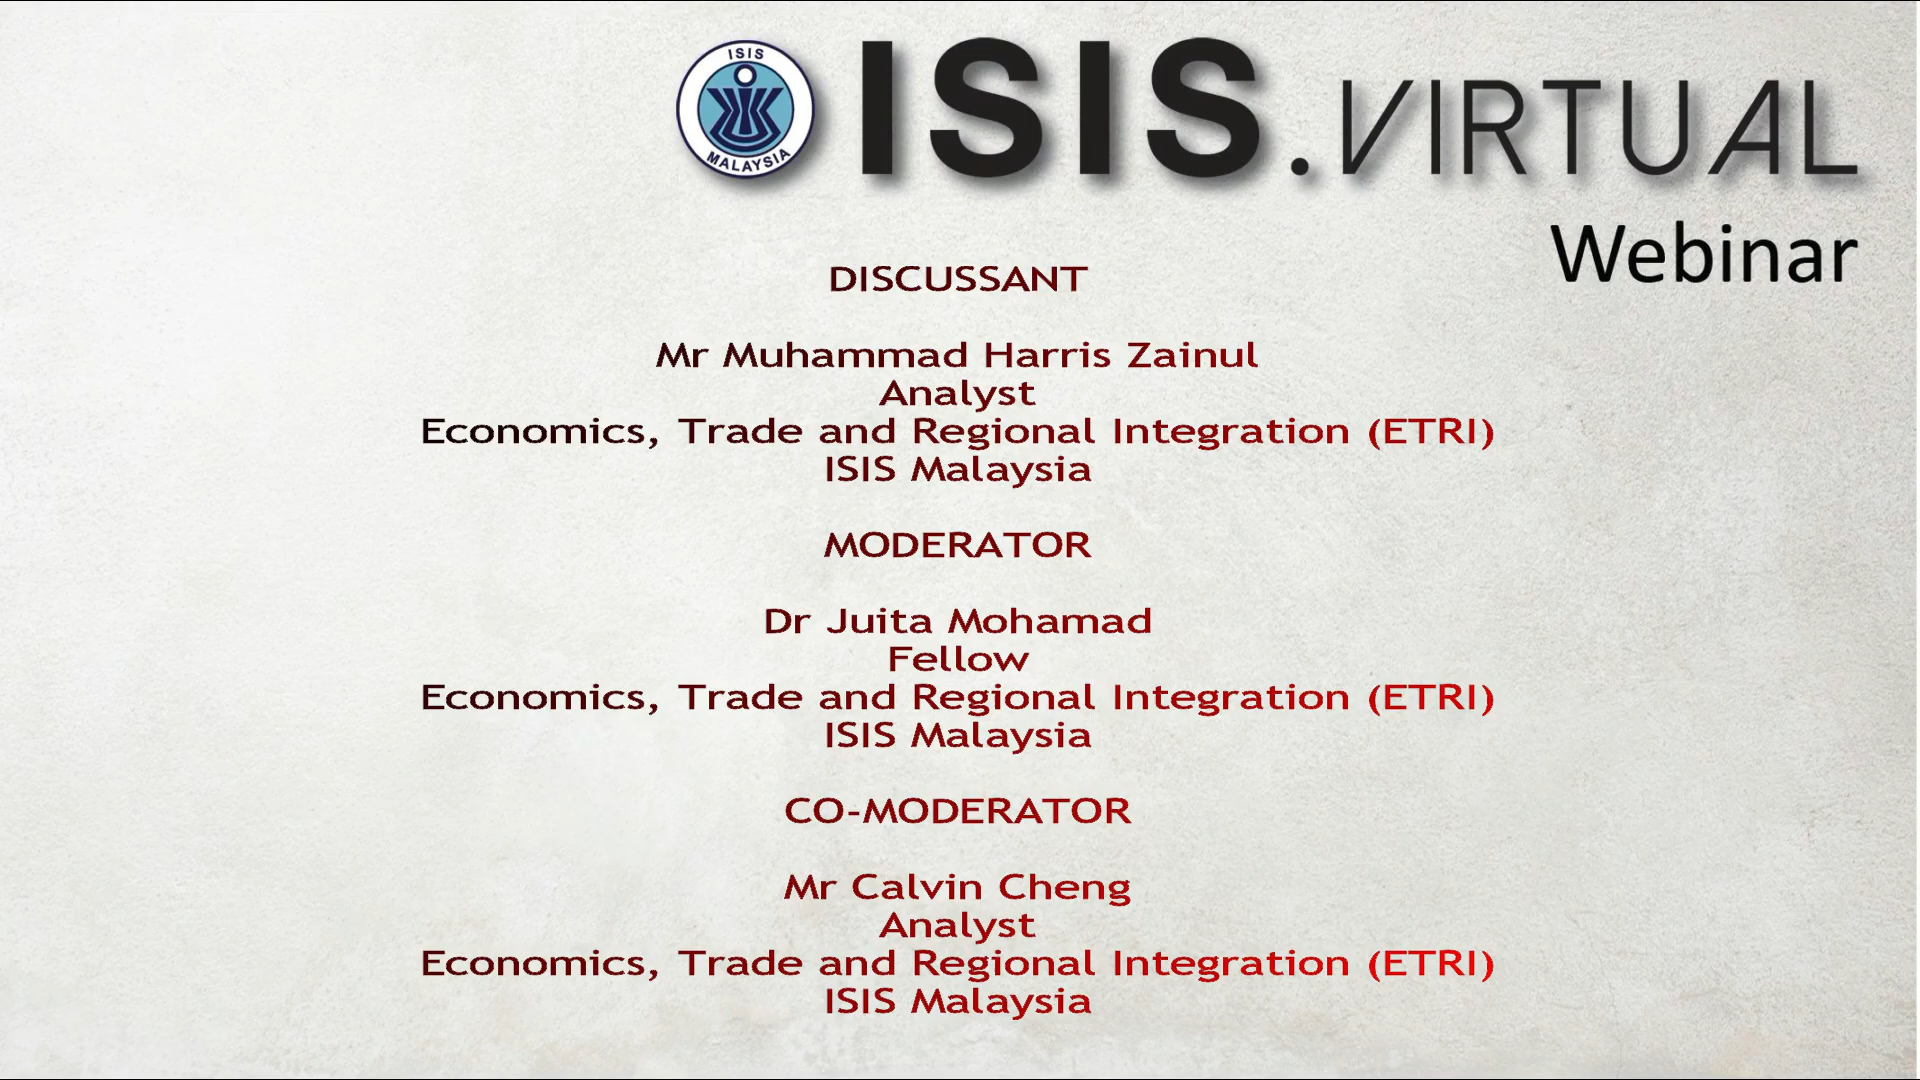 ISIS
MALAYSIA
ISIS.VIRTUAL
Webinar
DISCUSSANT
Mr Muhammad Harris Zainul
Analyst
Economics, Trade and Regional Integration (ETRI)
ISIS Malaysia
MODERATOR
Dr Juita Mohamad
Fellow
Economics, Trade and Regional Integration (ETRI)
ISIS Malaysia
CO-MODERATOR
Mr Calvin Cheng
Analyst
Economics, Trade and Regional Integration (ETRI)
ISIS Malaysia